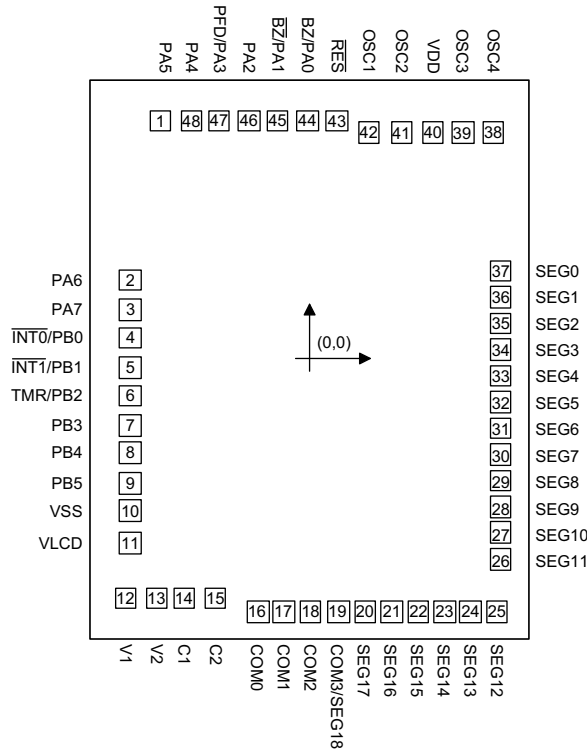 PA5
PA4
PFD/PA3
PA2
BZ/PA1
BZ/PA0
RES
OSC1
OSC2
VDD
OSC3
OSC4
1
48
47
46
45
44
43
42
41
40
39
38
PA6
2
PA7
3
INT0/PB0
4
INT1/PB1
5
TMR/PB2
6
PB3
7
PB4
8
PB5
9
VSS
10
VLCD
11
(0,0)
37
SEG0
36
SEG1
35
SEG2
34
SEG3
33
SEG4
32
SEG5
31
SEG6
30
SEG7
29
SEG8
28
SEG9
27
SEG10
26
SEG11
12
13
14
15
16
17
18
19
20
21
22
23
24
25
V1
V2
C1
C2
COM0
COM1
COM2
COM3/SEG18
SEG17
SEG16
SEG15
SEG14
SEG13
SEG12